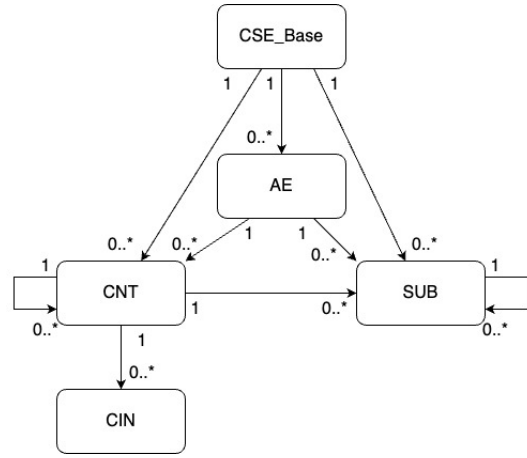 CSE_Base
1 1 1
0..*
AE
0..* 1 1 0..*
0..* 0..*
1 CNT 1
0..*
0..*
SUB 1
0..*
1
0..*
CIN